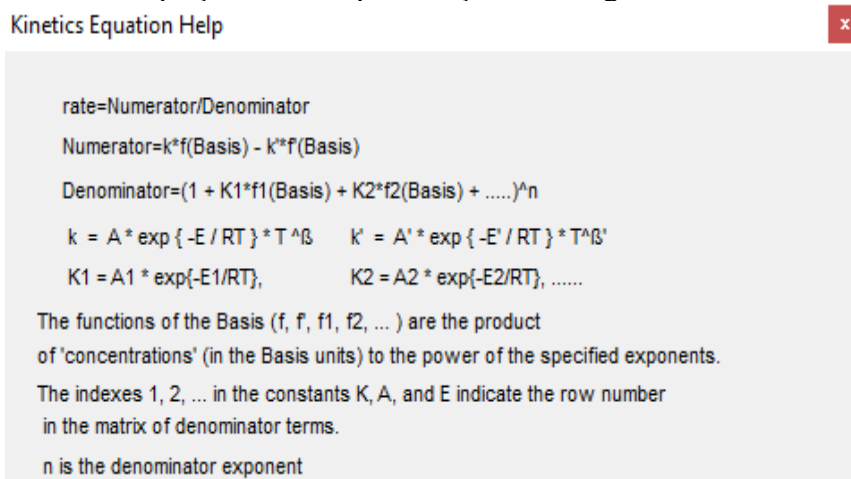 Kinetics Equation Help
x
rate=Numerator/Denominator
Numerator=k*f(Basis) - k'*f'(Basis)
Denominator=(1 + K1*f1(Basis) + K2*f2(Basis) + .....)^n
k = A * exp { -E / RT } * T ^ß k' = A' * exp { -E' / RT } * T^ß'
K1 = A1 * exp{-E1/RT}, K2 = A2 * exp{-E2/RT}, ......
The functions of the Basis (f, f', f1, f2, ... ) are the product
of 'concentrations' (in the Basis units) to the power of the specified exponents.
The indexes 1, 2, ... in the constants K, A, and E indicate the row number
in the matrix of denominator terms.
n is the denominator exponent